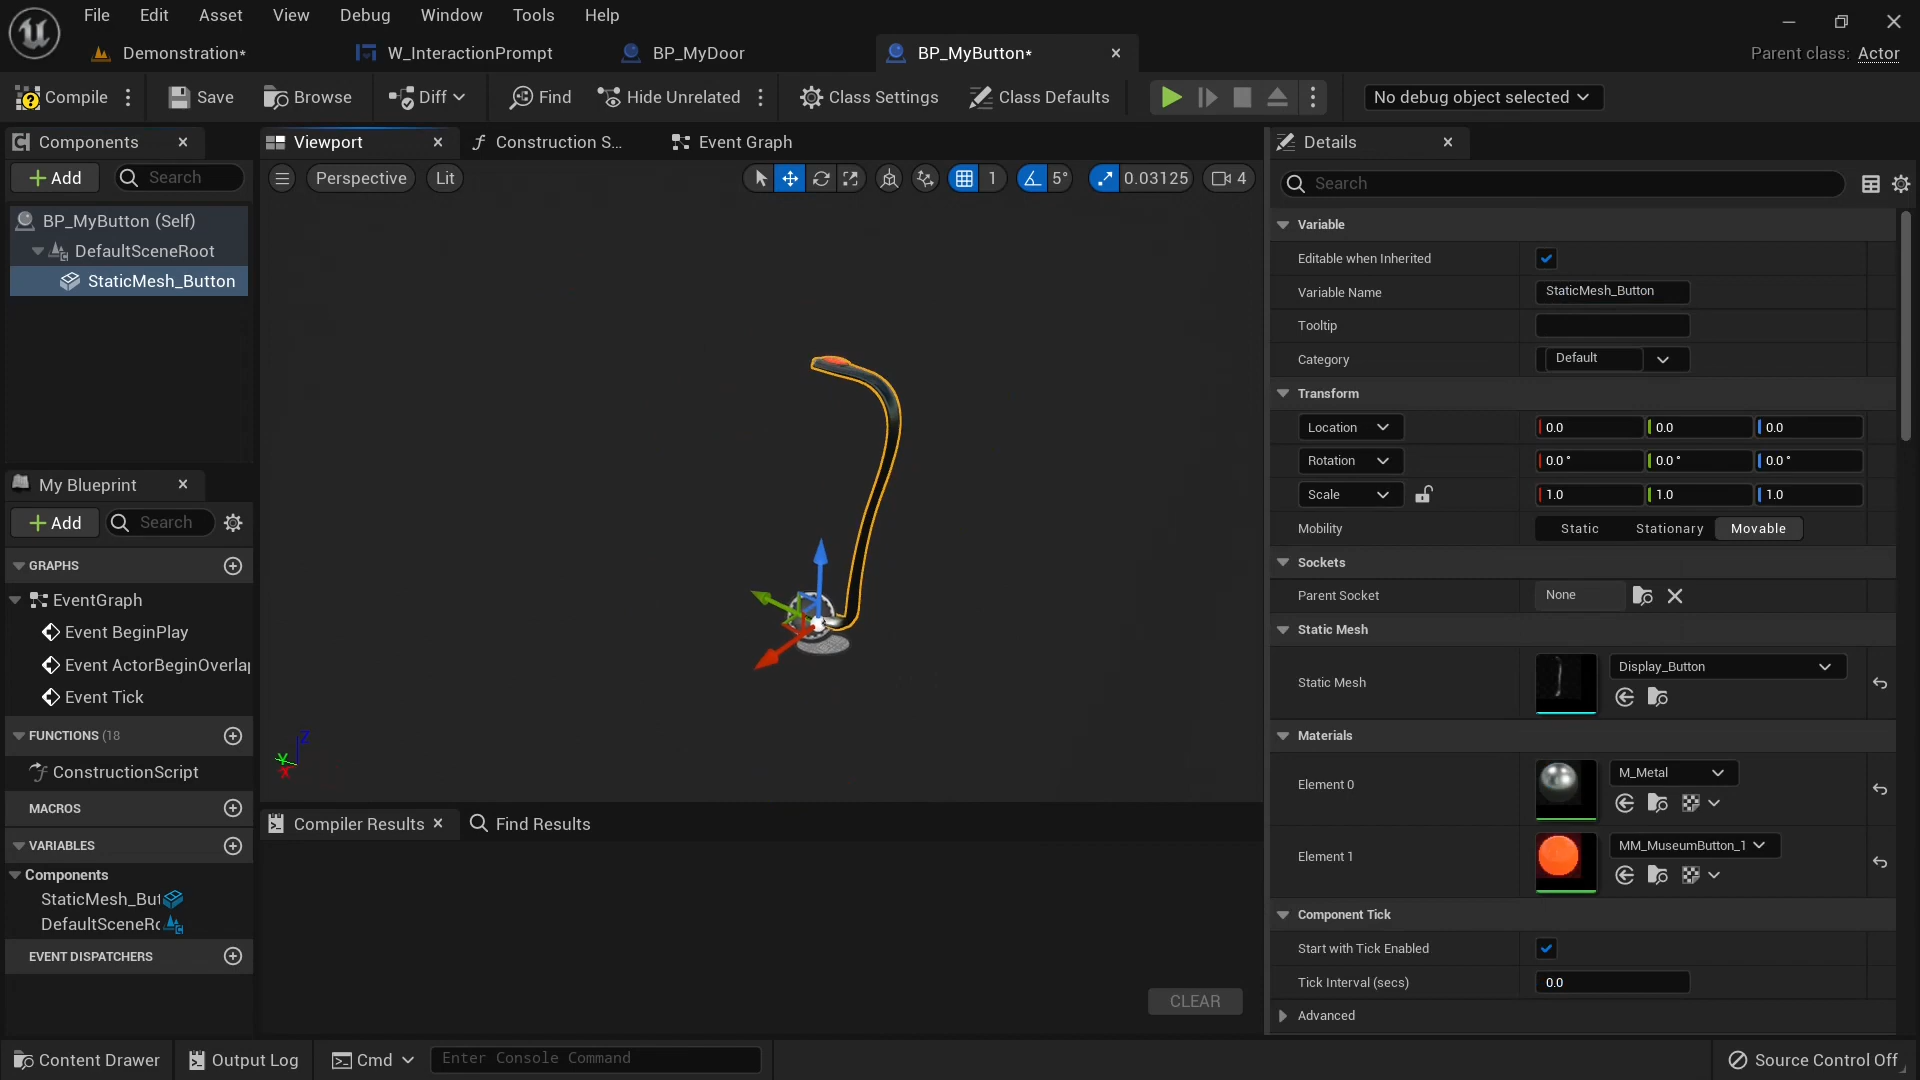 File Edit Asset View Debug Window Tools Help
Demonstration* W_InteractionPrompt BP_MyDoor BP_MyButton* Parent class: Actor
Compile Save Browse Diff Find Hide Unrelated Class Settings Class Defaults No debug object selected
Components Viewport Construction S... Event Graph Details
Add Search Perspective Lit 1 5° 0.03125 4 Search
BP_MyButton (Self)
DefaultSceneRoot
StaticMesh_Button
Variable
Editable when Inherited
Variable Name StaticMesh_Button
Tooltip
Category Default
Transform
Location 0.0 0.0 0.0
Rotation 0.0 ° 0.0 ° 0.0 °
Scale 1.0 1.0 1.0
Mobility Static Stationary Movable
Sockets
Parent Socket None
Static Mesh
Static Mesh Display_Button
Materials
Element 0 M_Metal
Element 1 MM_MuseumButton_1
Component Tick
Start with Tick Enabled
Tick Interval (secs) 0.0
Advanced
My Blueprint
Add Search
GRAPHS
EventGraph
Event BeginPlay
Event ActorBeginOverla
Event Tick
FUNCTIONS (18
ConstructionScript
MACROS
VARIABLES
Components
StaticMesh_But
DefaultSceneRo
EVENT DISPATCHERS
Z
Y
X
Compiler Results Find Results
CLEAR
Content Drawer Output Log Cmd Enter Console Command Source Control Off